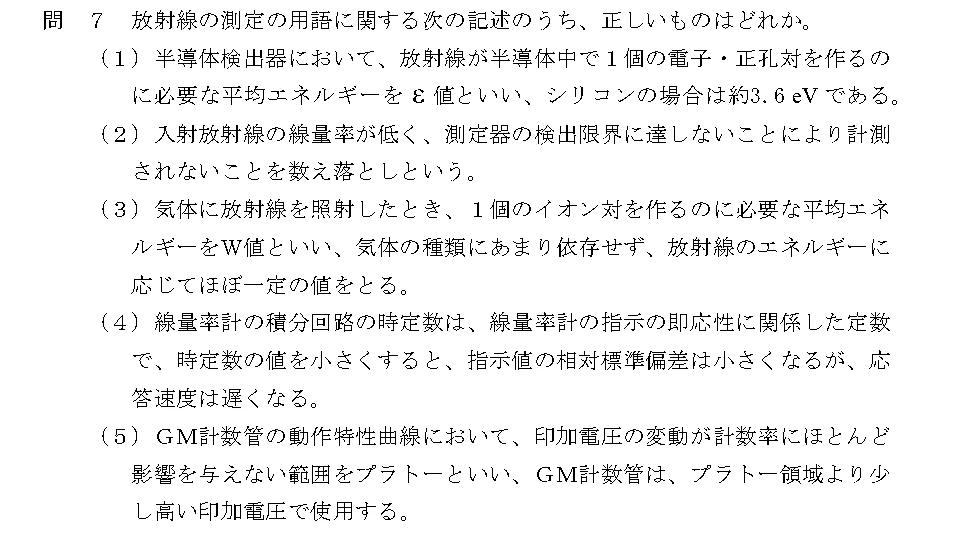 問　７　放射線の測定の用語に関する次の記述のうち、正しいものはどれか。
（１）半導体検出器において、放射線が半導体中で１個の電子・正孔対を作るの
に必要な平均エネルギーをε値といい、シリコンの場合は約3.6 eVである。
（２）入射放射線の線量率が低く、測定器の検出限界に達しないことにより計測
されないことを数え落としという。
（３）気体に放射線を照射したとき、１個のイオン対を作るのに必要な平均エネ
ルギーをＷ値といい、気体の種類にあまり依存せず、放射線のエネルギーに
応じてほぼ一定の値をとる。
（４）線量率計の積分回路の時定数は、線量率計の指示の即応性に関係した定数
で、時定数の値を小さくすると、指示値の相対標準偏差は小さくなるが、応
答速度は遅くなる。
（５）ＧＭ計数管の動作特性曲線において、印加電圧の変動が計数率にほとんど
影響を与えない範囲をプラトーといい、ＧＭ計数管は、プラトー領域より少
し高い印加電圧で使用する。